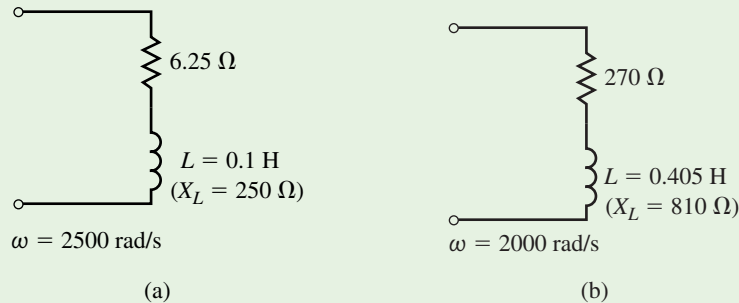 6.25 Ω
L = 0.1 H
(X_L = 250 Ω)
ω = 2500 rad/s
(a)
270 Ω
L = 0.405 H
(X_L = 810 Ω)
ω = 2000 rad/s
(b)